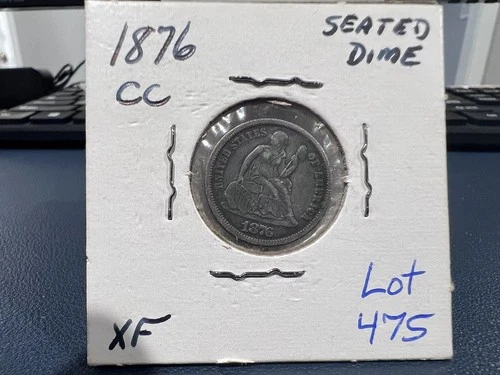 1876
CC
SEATED
DIME
UNITED STATES OF AMERICA
1876
XF
Lot
475